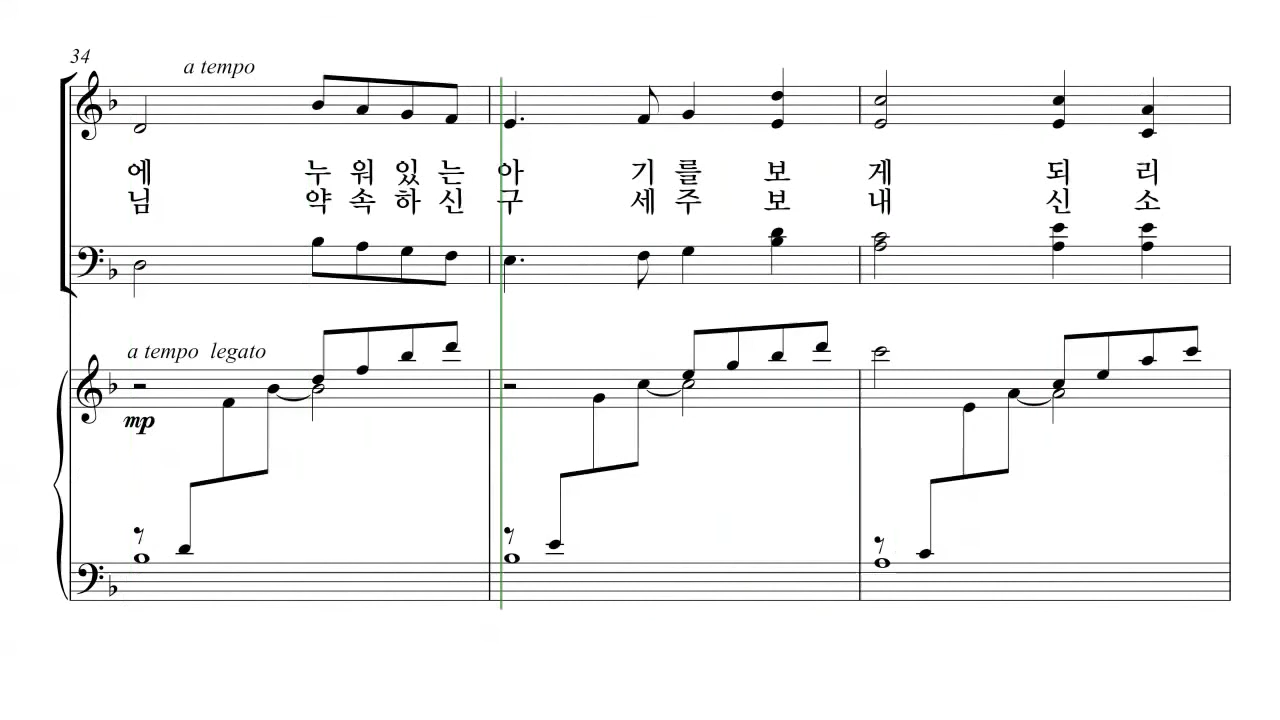 34
a tempo
에 누 워 있 는 아 기 를 보 게 되 리
님 약 속 하 신 구 세 주 보 내 신 소
a tempo legato
mp